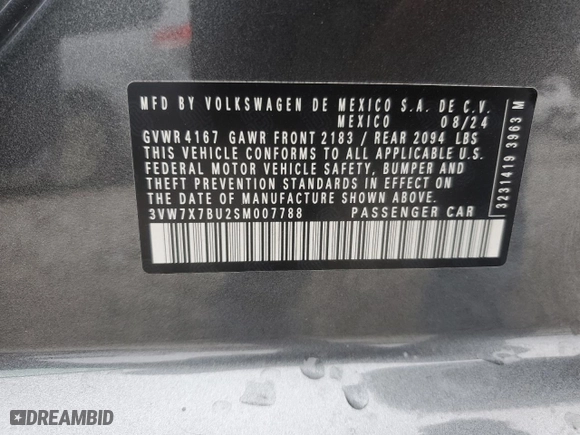 MFD BY VOLKSWAGEN DE MEXICO S.A. DE C.V.
MEXICO 08/24
GVWR 4167 GAWR FRONT 2183 / REAR 2094 LBS
THIS VEHICLE CONFORMS TO ALL APPLICABLE U.S.
FEDERAL MOTOR VEHICLE SAFETY, BUMPER AND
THEFT PREVENTION STANDARDS IN EFFECT ON
THE DATE OF MANUFACTURE SHOWN ABOVE
3VW7X7BU2SM007788 PASSENGER CAR
3231419 3963 M
DREAMBID